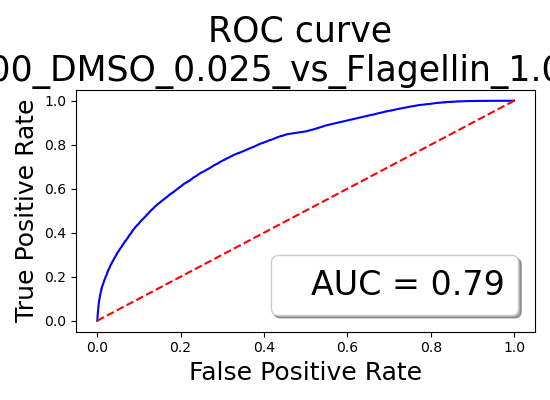 ROC curve
00_DMSO_0.025_vs_Flagellin_1.0
1.0
0.8
0.6
0.4
0.2
0.0
True Positive Rate
AUC = 0.79
0.0 0.2 0.4 0.6 0.8 1.0
False Positive Rate